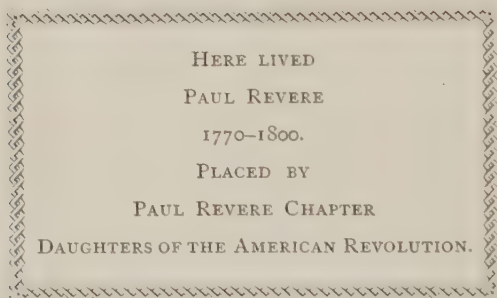 HERE LIVED
PAUL REVERE
1770–1800.
PLACED BY
PAUL REVERE CHAPTER
DAUGHTERS OF THE AMERICAN REVOLUTION.